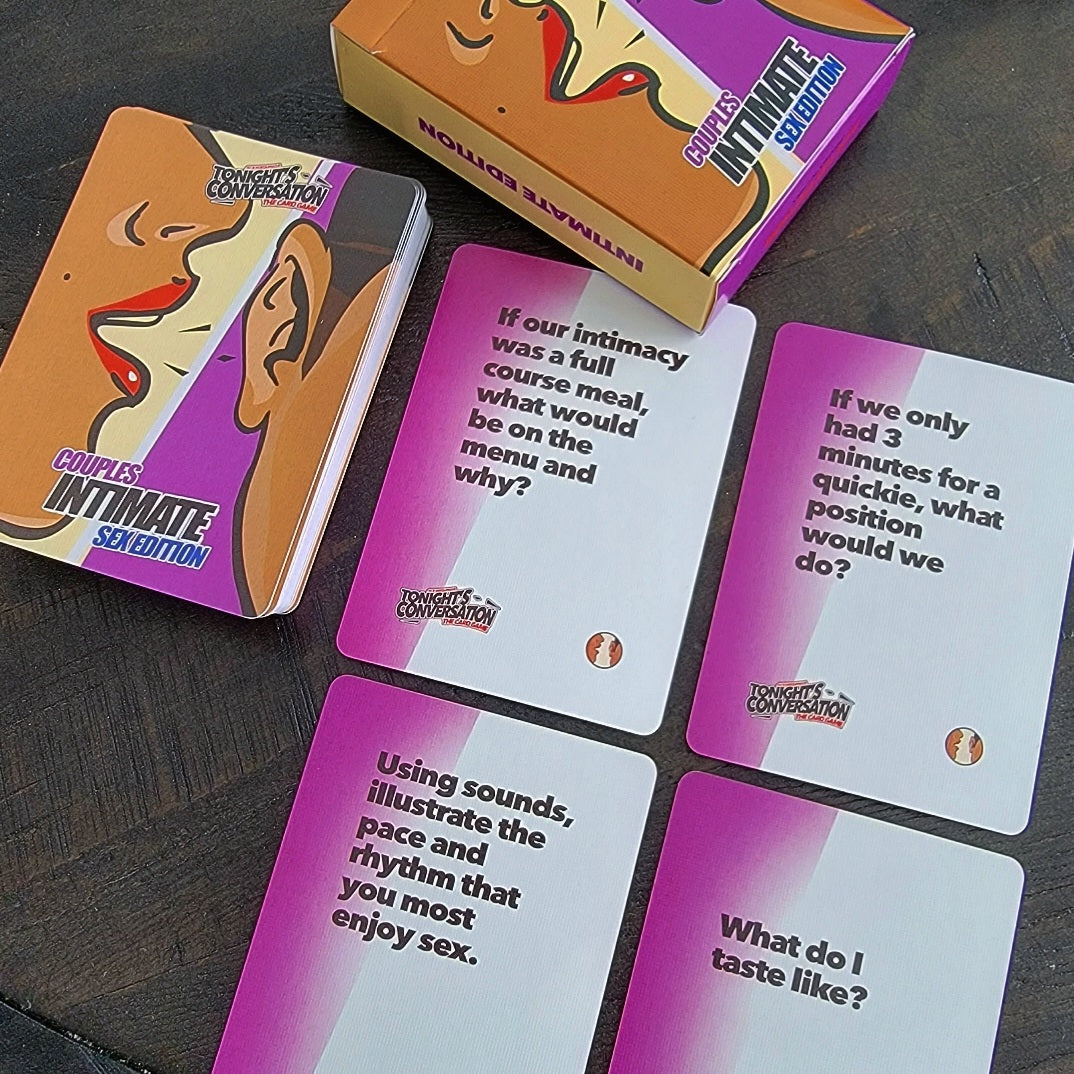 COUPLES
INTIMATE
SEX EDITION
INTIMATE EDITION
TONIGHT'S
CONVERSATION
THE CARD GAME
COUPLES
INTIMATE
SEX EDITION
If our intimacy
was a full
course meal,
what would
be on the
menu and
why?
TONIGHT'S
CONVERSATION
THE CARD GAME
If we only
had 3
minutes for a
quickie, what
position
would we
do?
TONIGHT'S
CONVERSATION
THE CARD GAME
Using sounds,
illustrate the
pace and
rhythm that
you most
enjoy sex.
What do I
taste like?